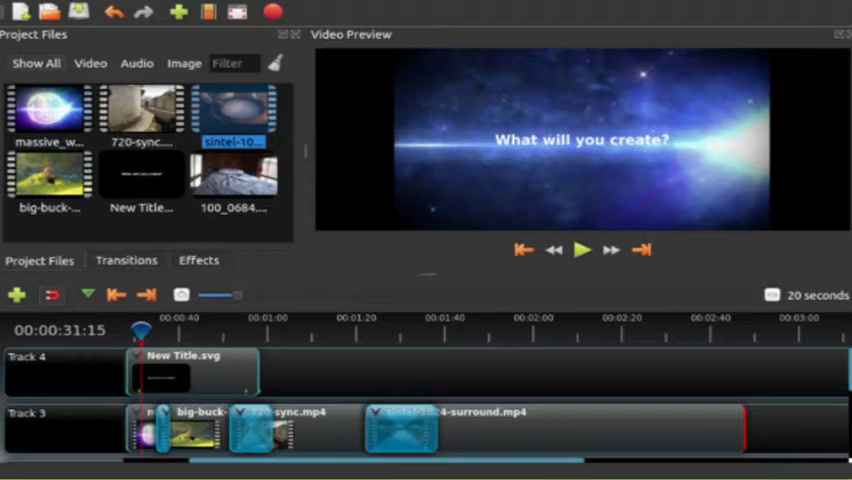 Project Files
Video Preview
Show All Video Audio Image Filter
massive_w... 720-sync.... sintel-10...
What will you create?
big-buck-... New Title... 100_0684....
Project Files Transitions Effects
20 seconds
00:00:31:15
00:00:40 00:01:00 00:01:20 00:01:40 00:02:00 00:02:20 00:02:40 00:03:00
Track 4
New Title.svg
Track 3
big-buck-
sync.mp4
-surround.mp4